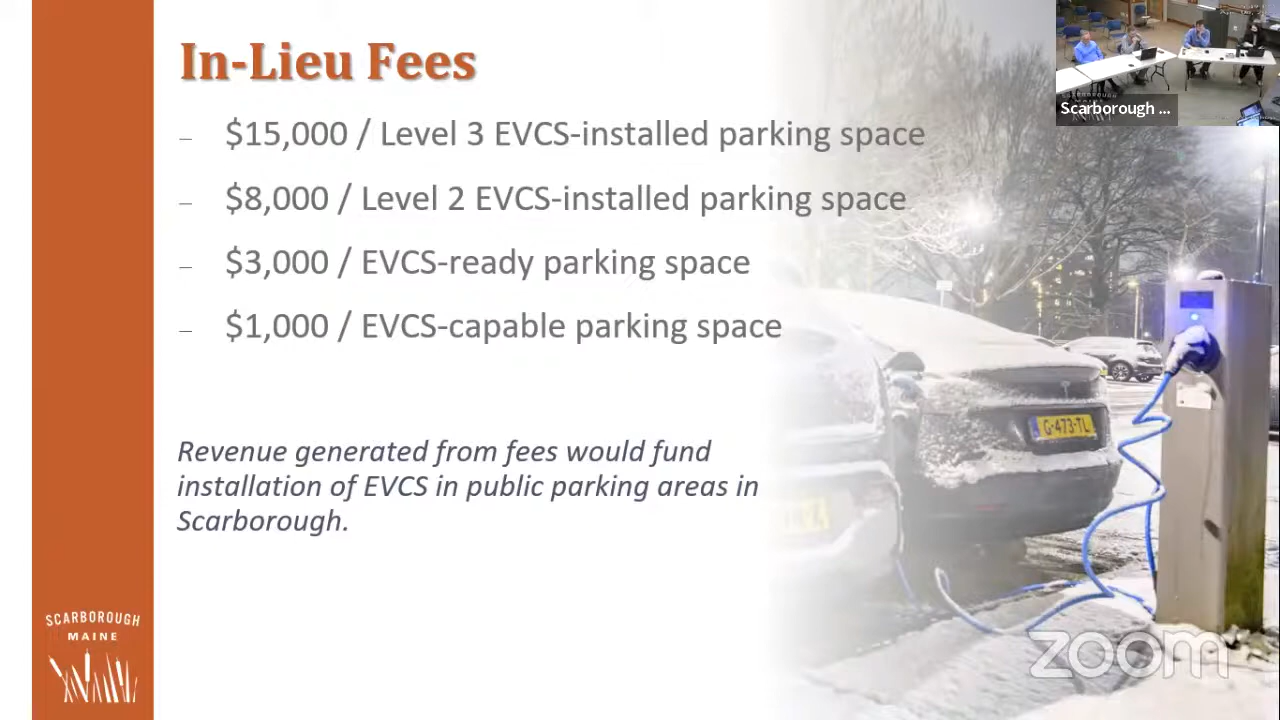 In-Lieu Fees
– $15,000 / Level 3 EVCS-installed parking space
– $8,000 / Level 2 EVCS-installed parking space
– $3,000 / EVCS-ready parking space
– $1,000 / EVCS-capable parking space
Revenue generated from fees would fund
installation of EVCS in public parking areas in
Scarborough.
SCARBOROUGH
MAINE
Scarborough ...
G-473-TL
zoom